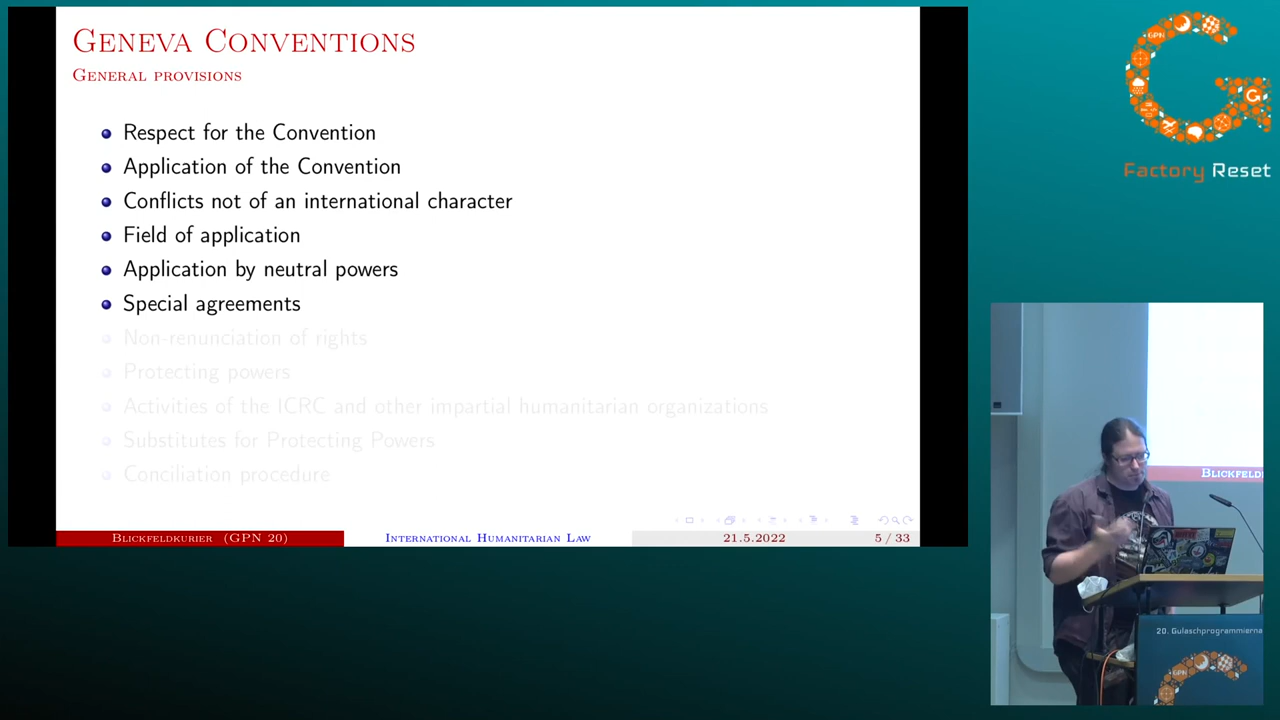 GENEVA CONVENTIONS
GENERAL PROVISIONS
Respect for the Convention
Application of the Convention
Conflicts not of an international character
Field of application
Application by neutral powers
Special agreements
Non-renunciation of rights
Protecting powers
Activities of the ICRC and other impartial humanitarian organizations
Substitutes for Protecting Powers
Conciliation procedure
BLICKFELDKURIER (GPN 20)
INTERNATIONAL HUMANITARIAN LAW
21.5.2022
5 / 33
GPN
G
Factory Reset
BLICKFELD
20. Gulaschprogrammierna
GPN